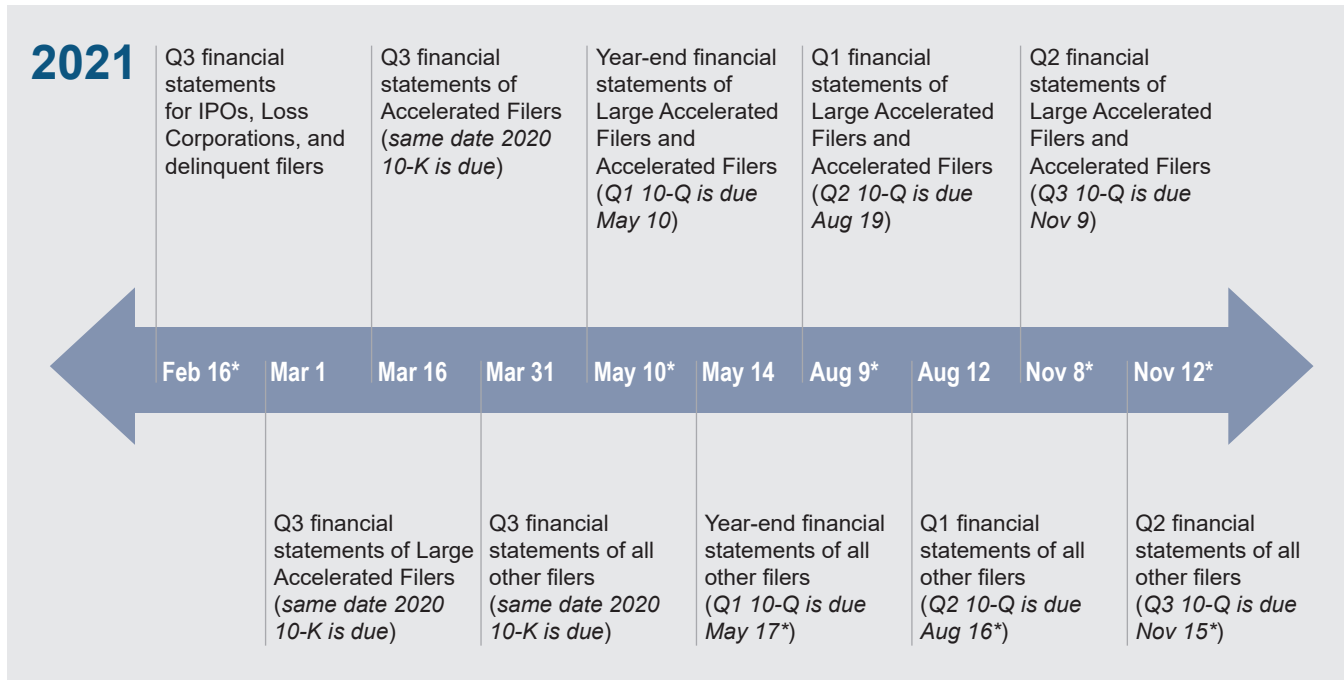 2021
Q3 financial
statements
for IPOs, Loss
Corporations, and
delinquent filers
Q3 financial
statements of
Accelerated Filers
(same date 2020
10-K is due)
Year-end financial
statements of
Large Accelerated
Filers and
Accelerated Filers
(Q1 10-Q is due
May 10)
Q1 financial
statements of
Large Accelerated
Filers and
Accelerated Filers
(Q2 10-Q is due
Aug 19)
Q2 financial
statements of
Large Accelerated
Filers and
Accelerated Filers
(Q3 10-Q is due
Nov 9)
Feb 16* Mar 1 Mar 16 Mar 31 May 10* May 14 Aug 9* Aug 12 Nov 8* Nov 12*
Q3 financial
statements of Large
Accelerated Filers
(same date 2020
10-K is due)
Q3 financial
statements of all
other filers
(same date 2020
10-K is due)
Year-end financial
statements of all
other filers
(Q1 10-Q is due
May 17*)
Q1 financial
statements of all
other filers
(Q2 10-Q is due
Aug 16*)
Q2 financial
statements of all
other filers
(Q3 10-Q is due
Nov 15*)